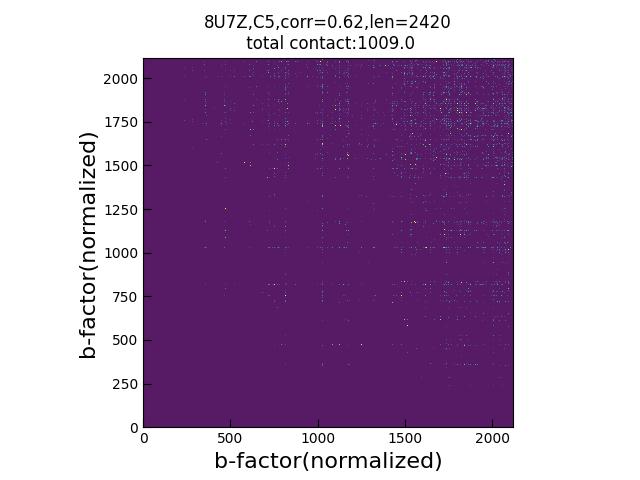 8U7Z,C5,corr=0.62,len=2420
total contact:1009.0
2000
1750
1500
1250
1000
750
500
250
0
b-factor(normalized)
0 500 1000 1500 2000
b-factor(normalized)